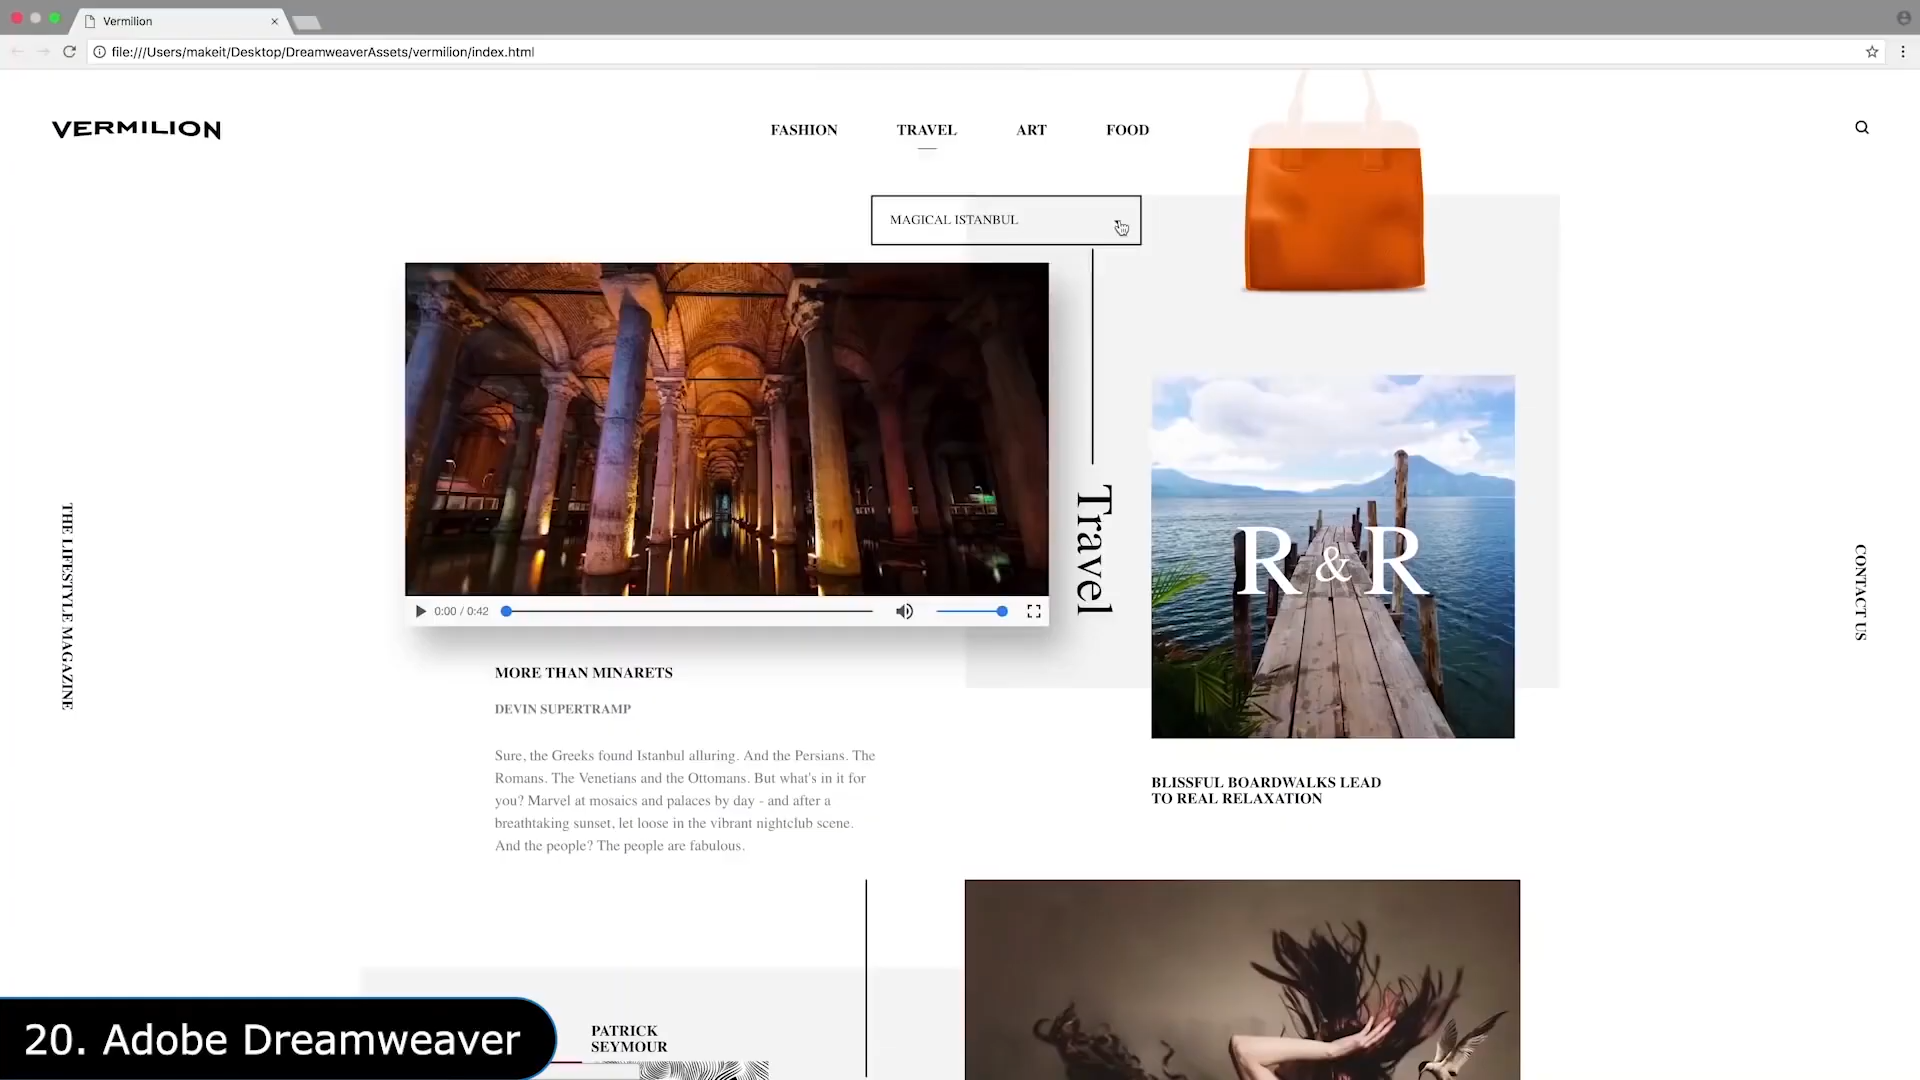 Vermilion
file:///Users/makeit/Desktop/DreamweaverAssets/vermilion/index.html
VERMILION
FASHION
TRAVEL
ART
FOOD
MAGICAL ISTANBUL
Travel
0:00 / 0:42
R & R
THE LIFESTYLE MAGAZINE
CONTACT US
MORE THAN MINARETS
DEVIN SUPERTRAMP
Sure, the Greeks found Istanbul alluring. And the Persians. The
Romans. The Venetians and the Ottomans. But what's in it for
you? Marvel at mosaics and palaces by day - and after a
breathtaking sunset, let loose in the vibrant nightclub scene.
And the people? The people are fabulous.
BLISSFUL BOARDWALKS LEAD
TO REAL RELAXATION
PATRICK
SEYMOUR
20. Adobe Dreamweaver